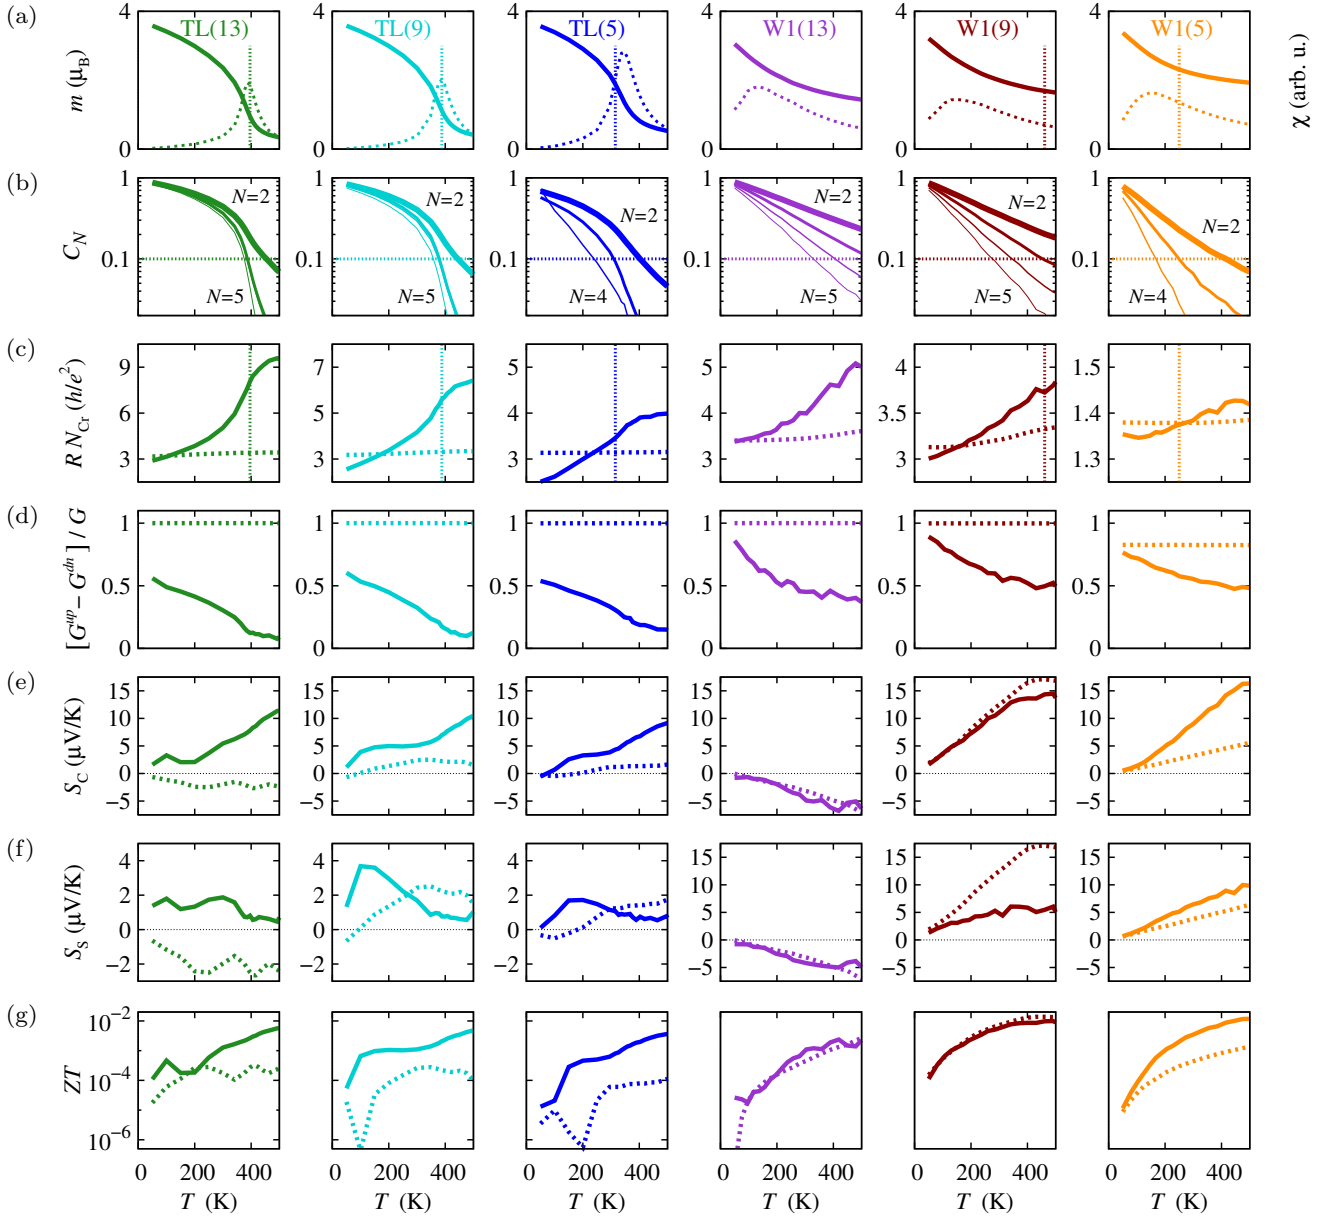 (a)
m (μB)
4
2
0
TL(13)
4
2
0
TL(9)
4
2
0
TL(5)
4
2
0
W1(13)
4
2
0
W1(9)
4
2
0
W1(5)
χ (arb. u.)
(b)
CN
1
0.1
N=2
N=5
1
0.1
N=2
N=5
1
0.1
N=2
N=4
1
0.1
N=2
N=5
1
0.1
N=2
N=5
1
0.1
N=2
N=4
(c)
R NCr (h/e2)
9
6
3
7
5
3
5
4
3
5
4
3
4
3.5
3
1.5
1.4
1.3
(d)
[Gup− Gdn] / G
1
0.5
0
1
0.5
0
1
0.5
0
1
0.5
0
1
0.5
0
1
0.5
0
(e)
SC (μV/K)
15
10
5
0
−5
15
10
5
0
−5
15
10
5
0
−5
15
10
5
0
−5
15
10
5
0
−5
15
10
5
0
−5
(f)
SS (μV/K)
4
2
0
−2
4
2
0
−2
4
2
0
−2
15
10
5
0
−5
15
10
5
0
−5
15
10
5
0
−5
(g)
ZT
10−2
10−4
10−6
0 200 400
T (K)
0 200 400
T (K)
0 200 400
T (K)
0 200 400
T (K)
0 200 400
T (K)
0 200 400
T (K)